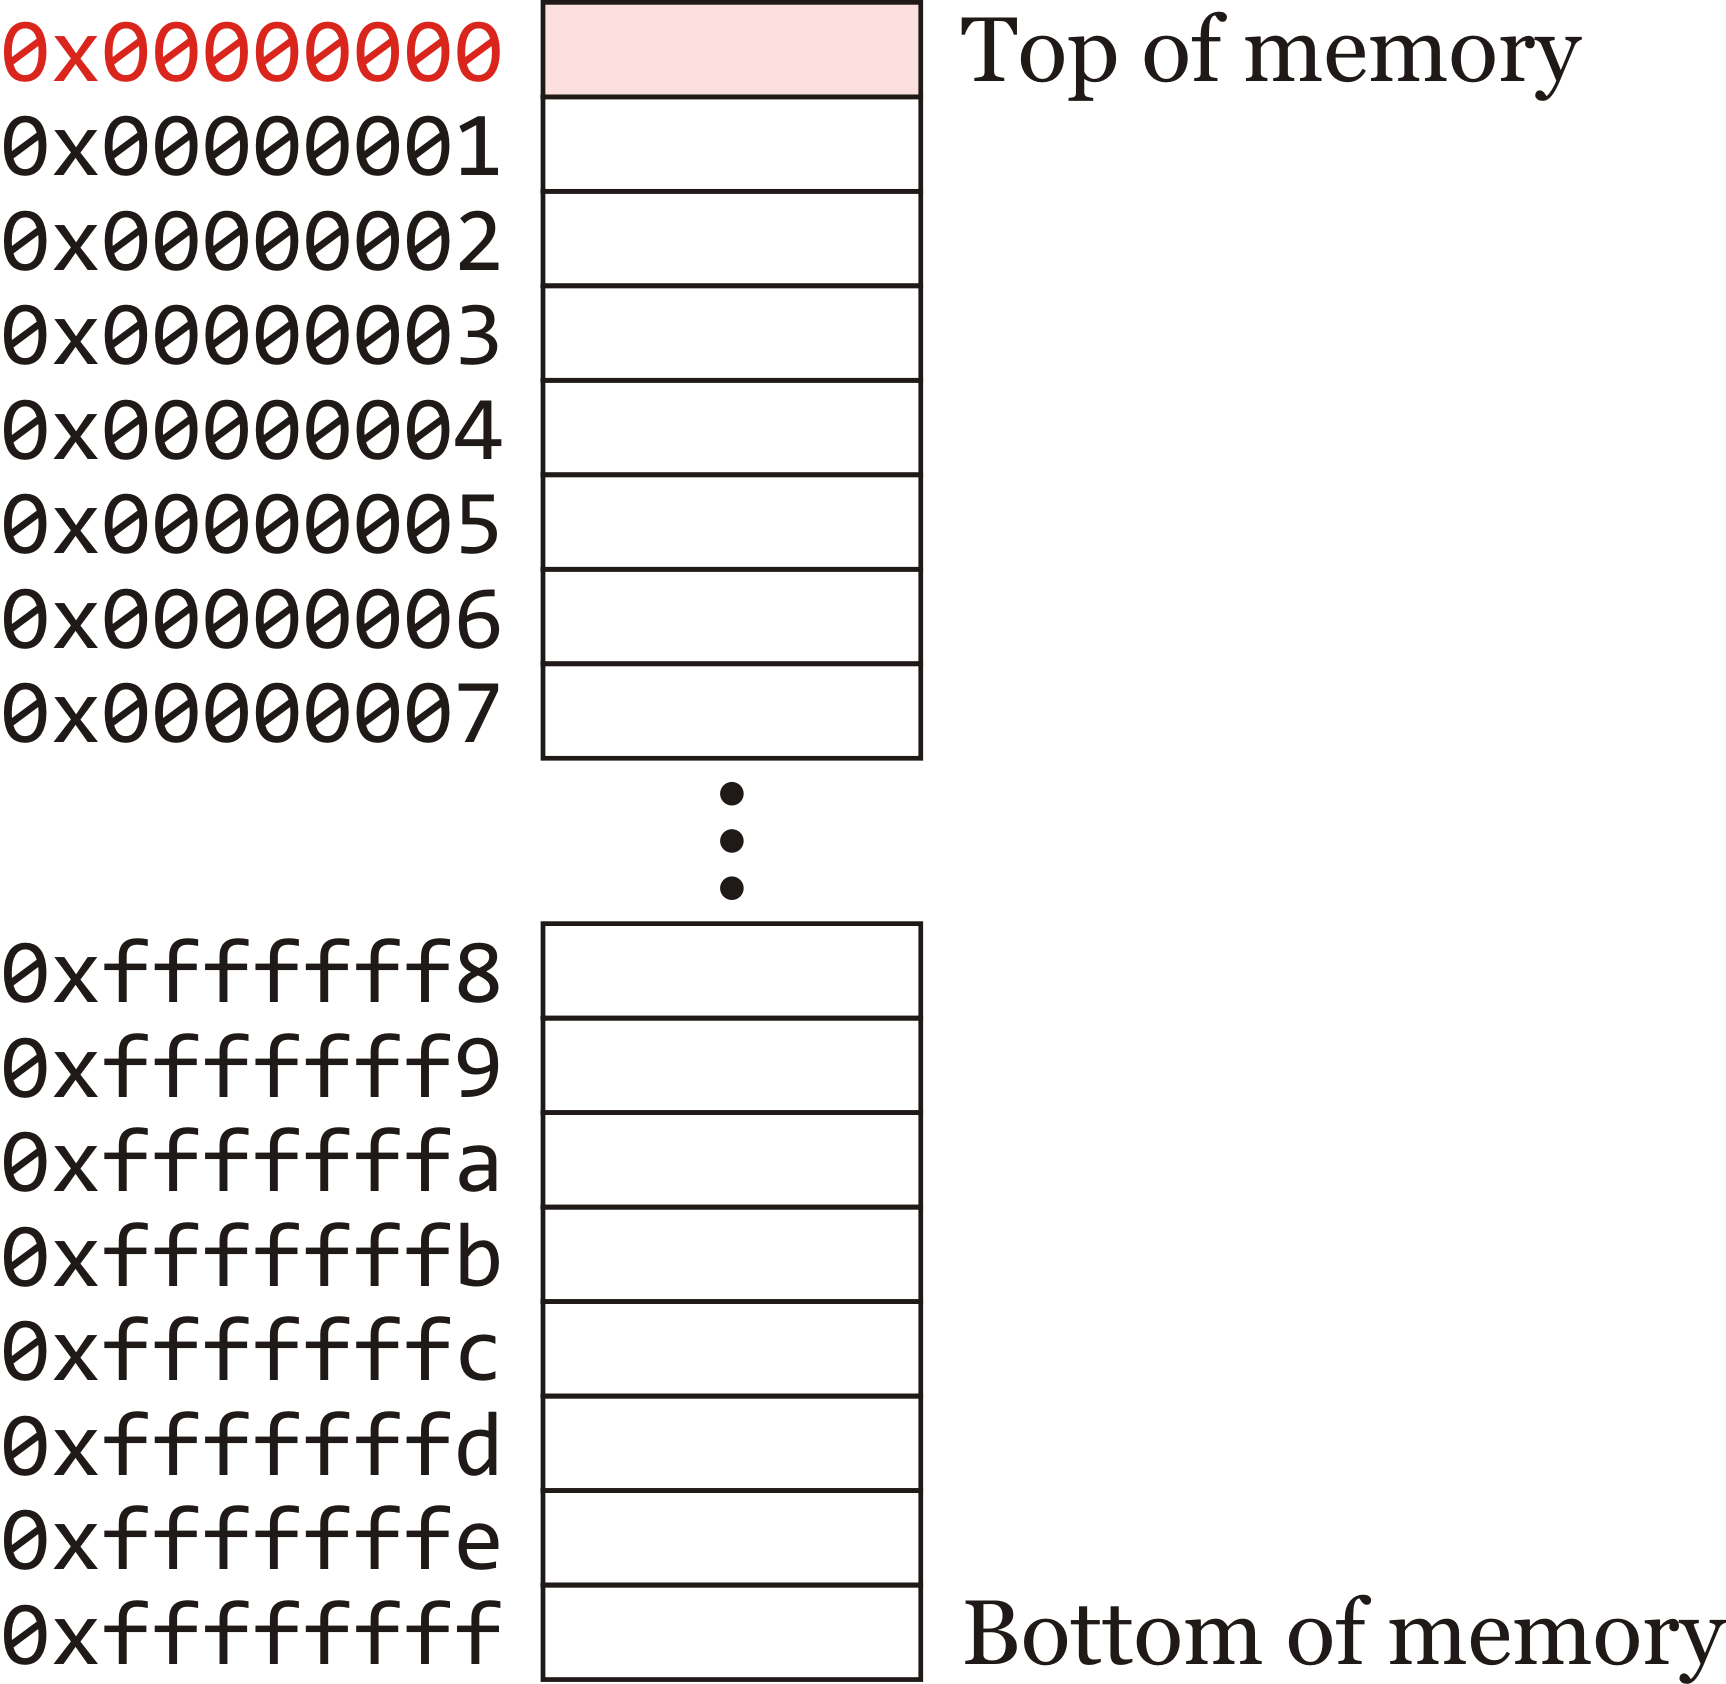 0x00000000 Top of memory
0x00000001
0x00000002
0x00000003
0x00000004
0x00000005
0x00000006
0x00000007
0xfffffff8
0xfffffff9
0xfffffffa
0xfffffffb
0xfffffffc
0xfffffffd
0xfffffffe
0xffffffff Bottom of memory